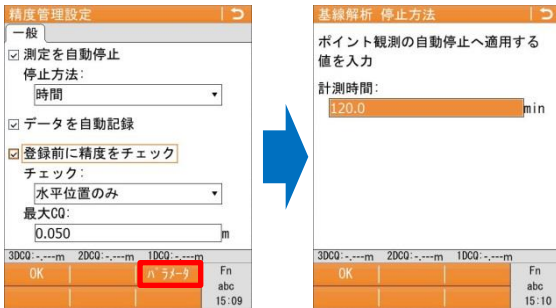 精度管理設定
一般
測定を自動停止
停止方法:
時間
データを自動記録
登録前に精度をチェック
チェック:
水平位置のみ
最大CQ:
0.050 m
3DCQ:-.---m 2DCQ:-.---m 1DCQ:-.---m
OK パラメータ Fn
abc
15:09
基線解析 停止方法
ポイント観測の自動停止へ適用する
値を入力
計測時間:
120.0 min
3DCQ:-.---m 2DCQ:-.---m 1DCQ:-.---m
OK Fn
abc
15:10